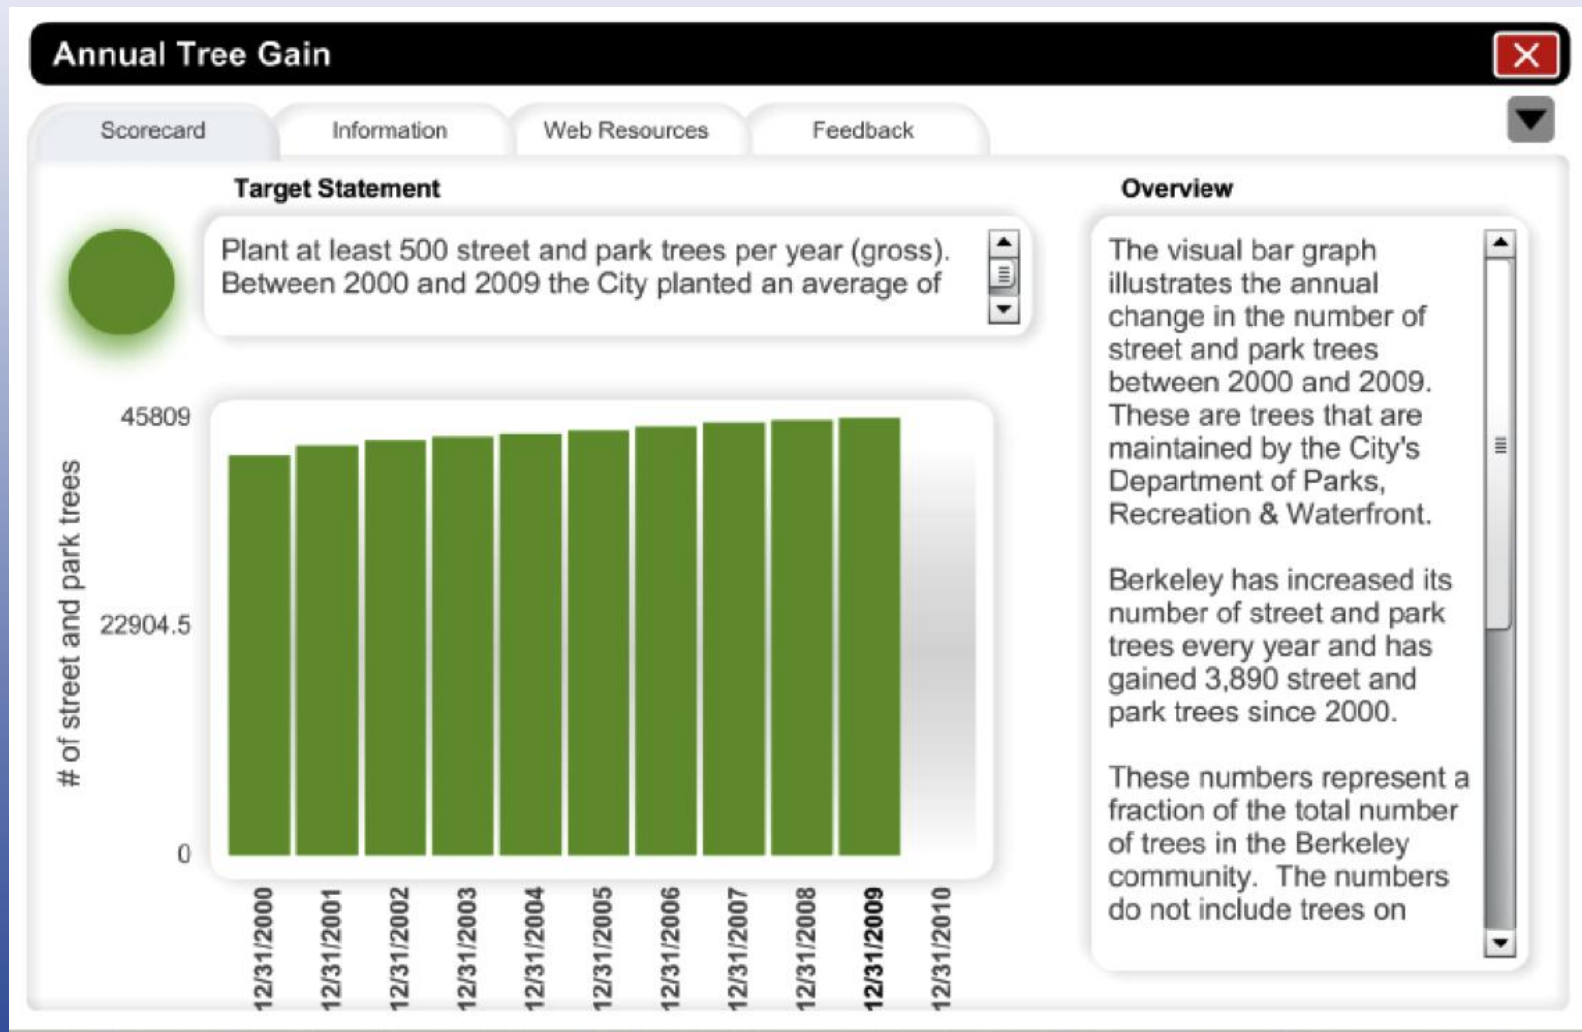 Annual Tree Gain
Scorecard
Information
Web Resources
Feedback
Target Statement
Plant at least 500 street and park trees per year (gross).
Between 2000 and 2009 the City planted an average of
# of street and park trees
45809
22904.5
0
12/31/2000
12/31/2001
12/31/2002
12/31/2003
12/31/2004
12/31/2005
12/31/2006
12/31/2007
12/31/2008
12/31/2009
12/31/2010
Overview
The visual bar graph
illustrates the annual
change in the number of
street and park trees
between 2000 and 2009.
These are trees that are
maintained by the City's
Department of Parks,
Recreation & Waterfront.
Berkeley has increased its
number of street and park
trees every year and has
gained 3,890 street and
park trees since 2000.
These numbers represent a
fraction of the total number
of trees in the Berkeley
community.  The numbers
do not include trees on